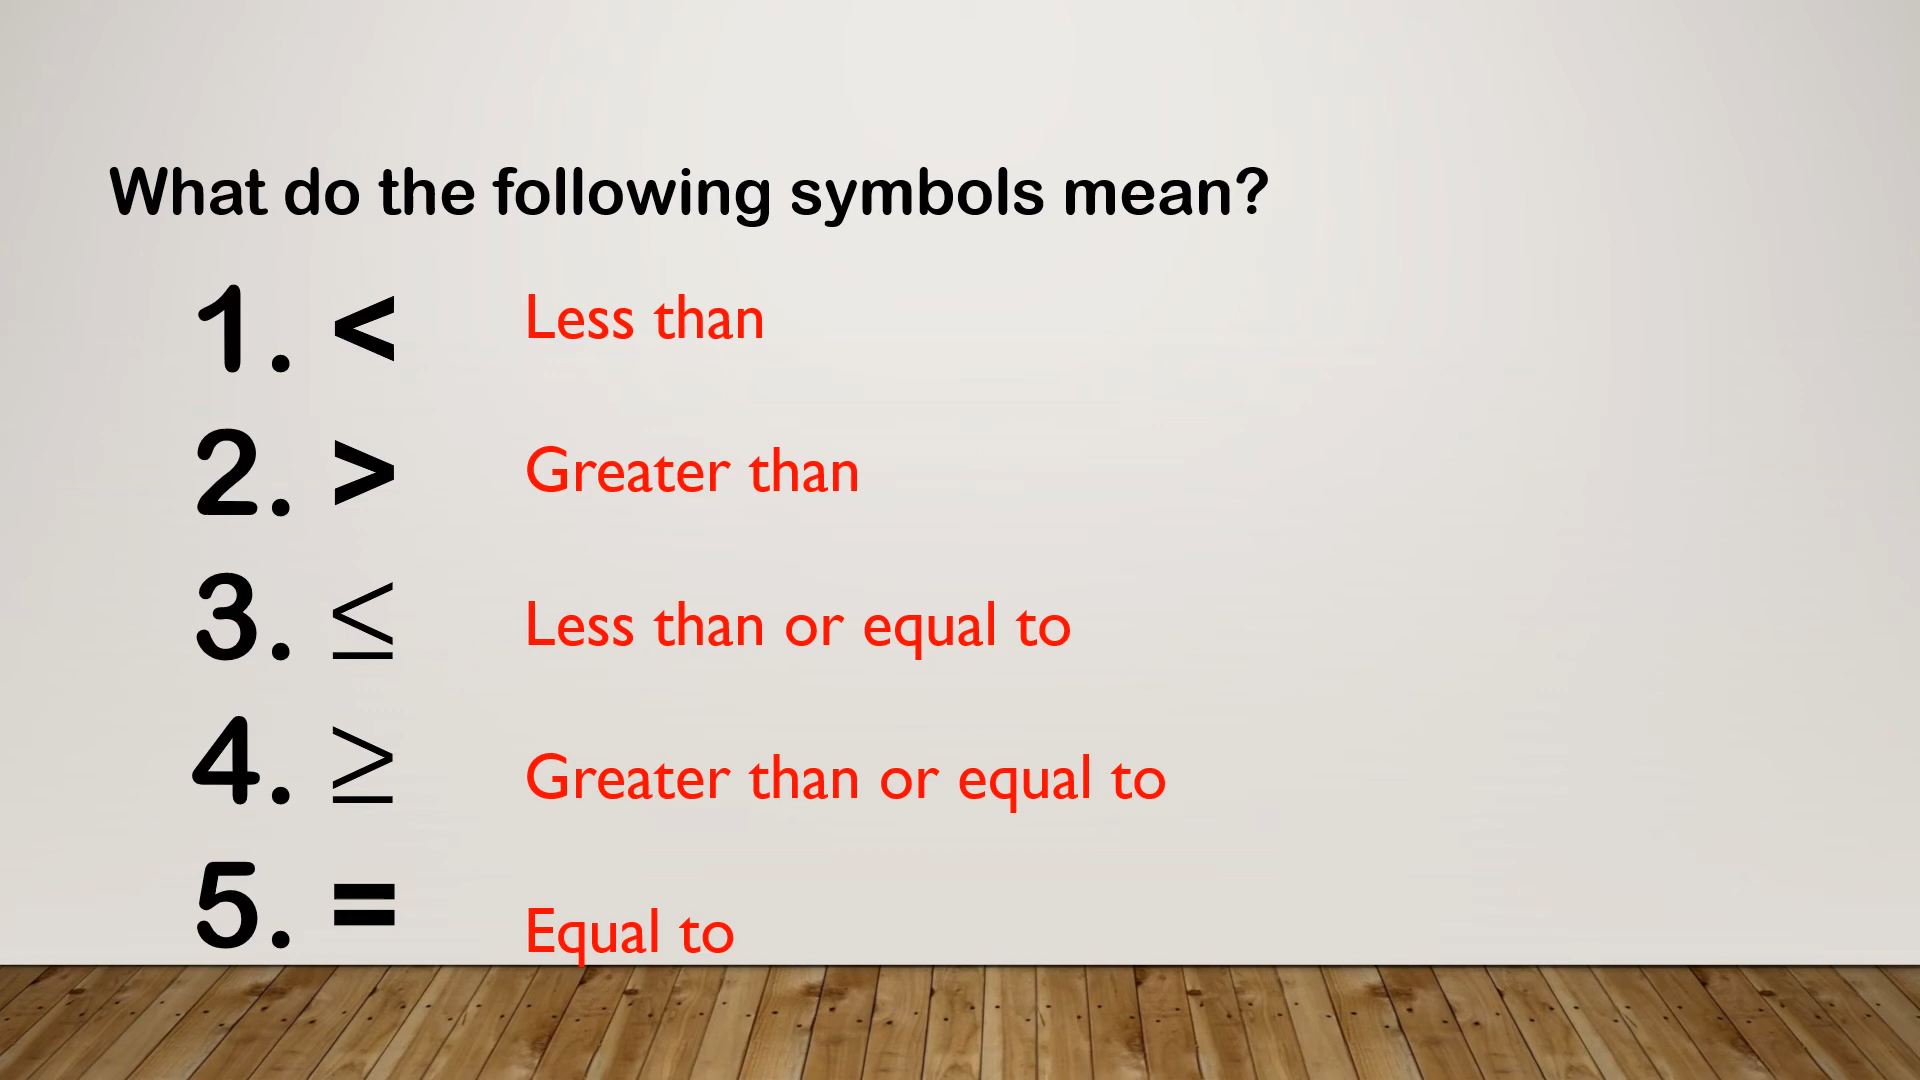 What do the following symbols mean?
1. < Less than
2. > Greater than
3. ≤ Less than or equal to
4. ≥ Greater than or equal to
5. = Equal to